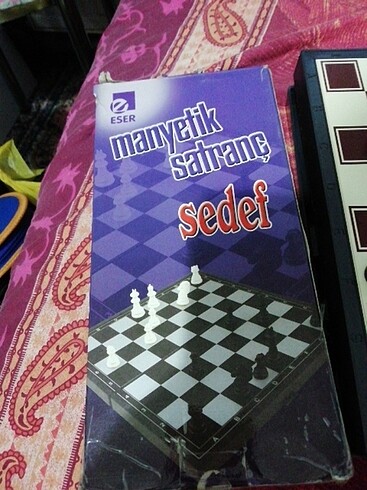 ESER
manyetik
satranç
sedef